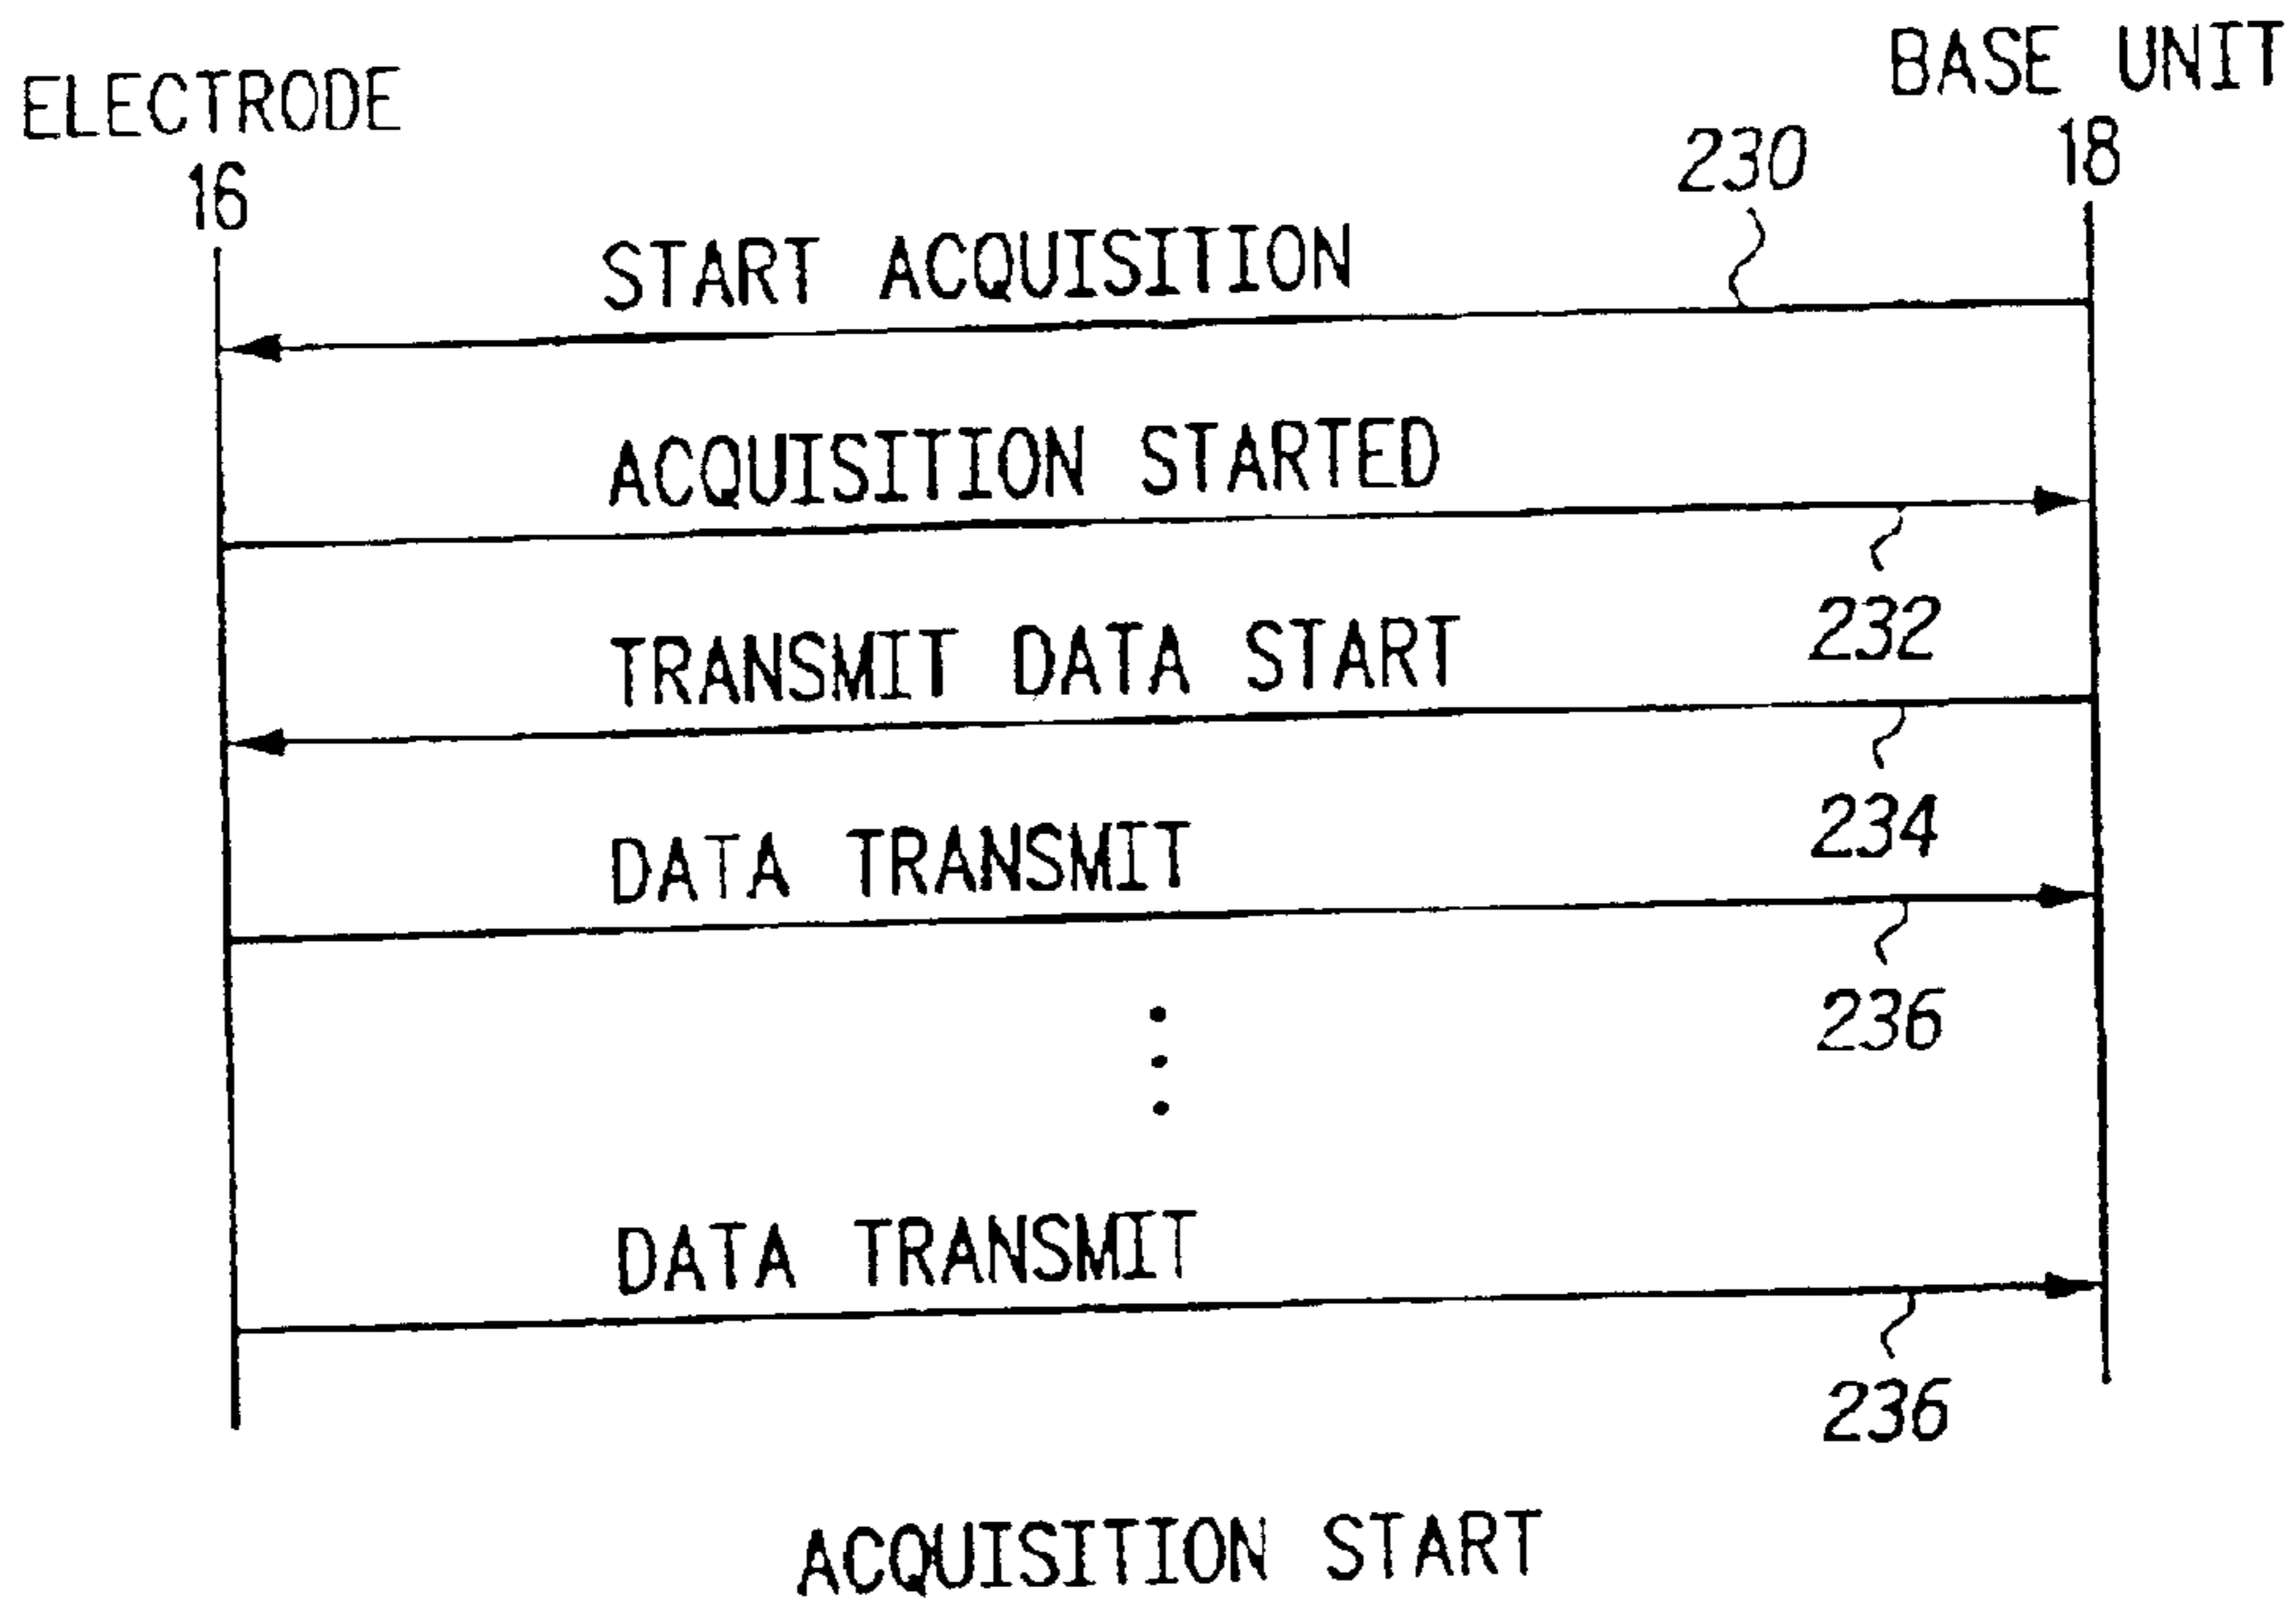 ELECTRODE
16
BASE UNIT
18
230
START ACQUISITION
ACQUISITION STARTED
232
TRANSMIT DATA START
234
DATA TRANSMIT
236
DATA TRANSMIT
236
ACQUISITION START